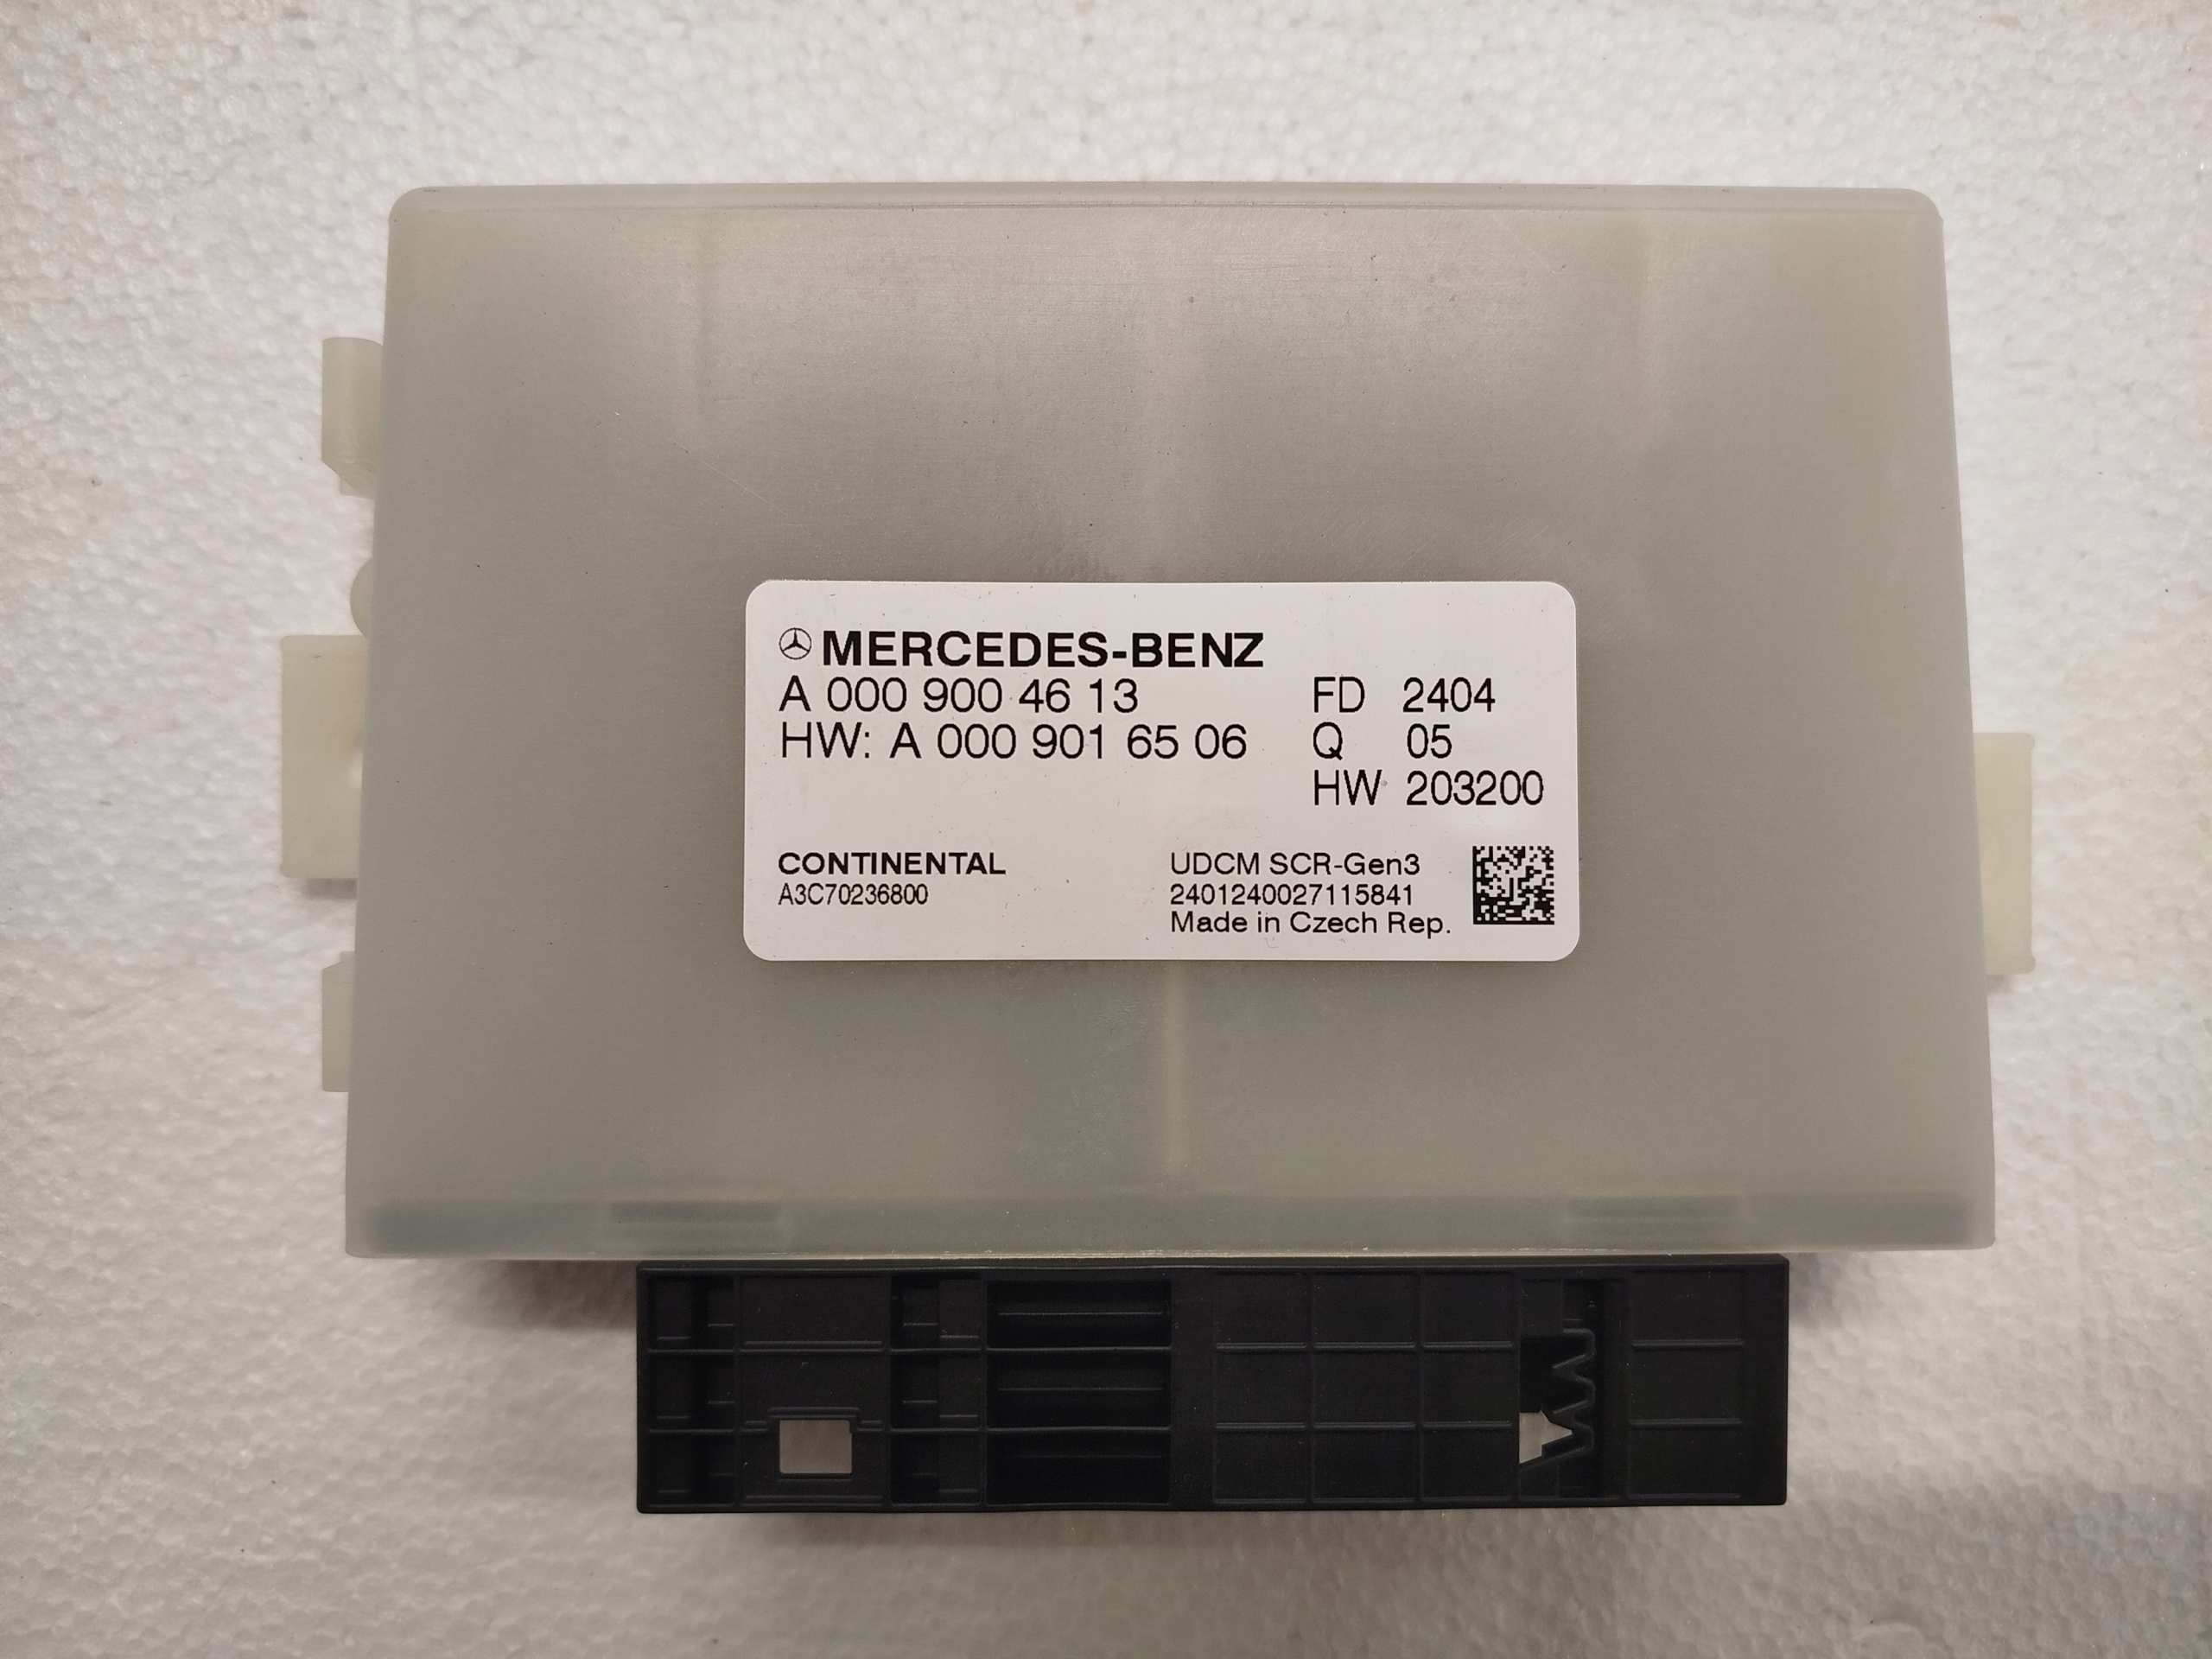 MERCEDES-BENZ
A 000 900 46 13 FD 2404
HW: A 000 901 65 06 Q 05
HW 203200
CONTINENTAL UDCM SCR-Gen3
A3C70236800 2401240027115841
Made in Czech Rep.